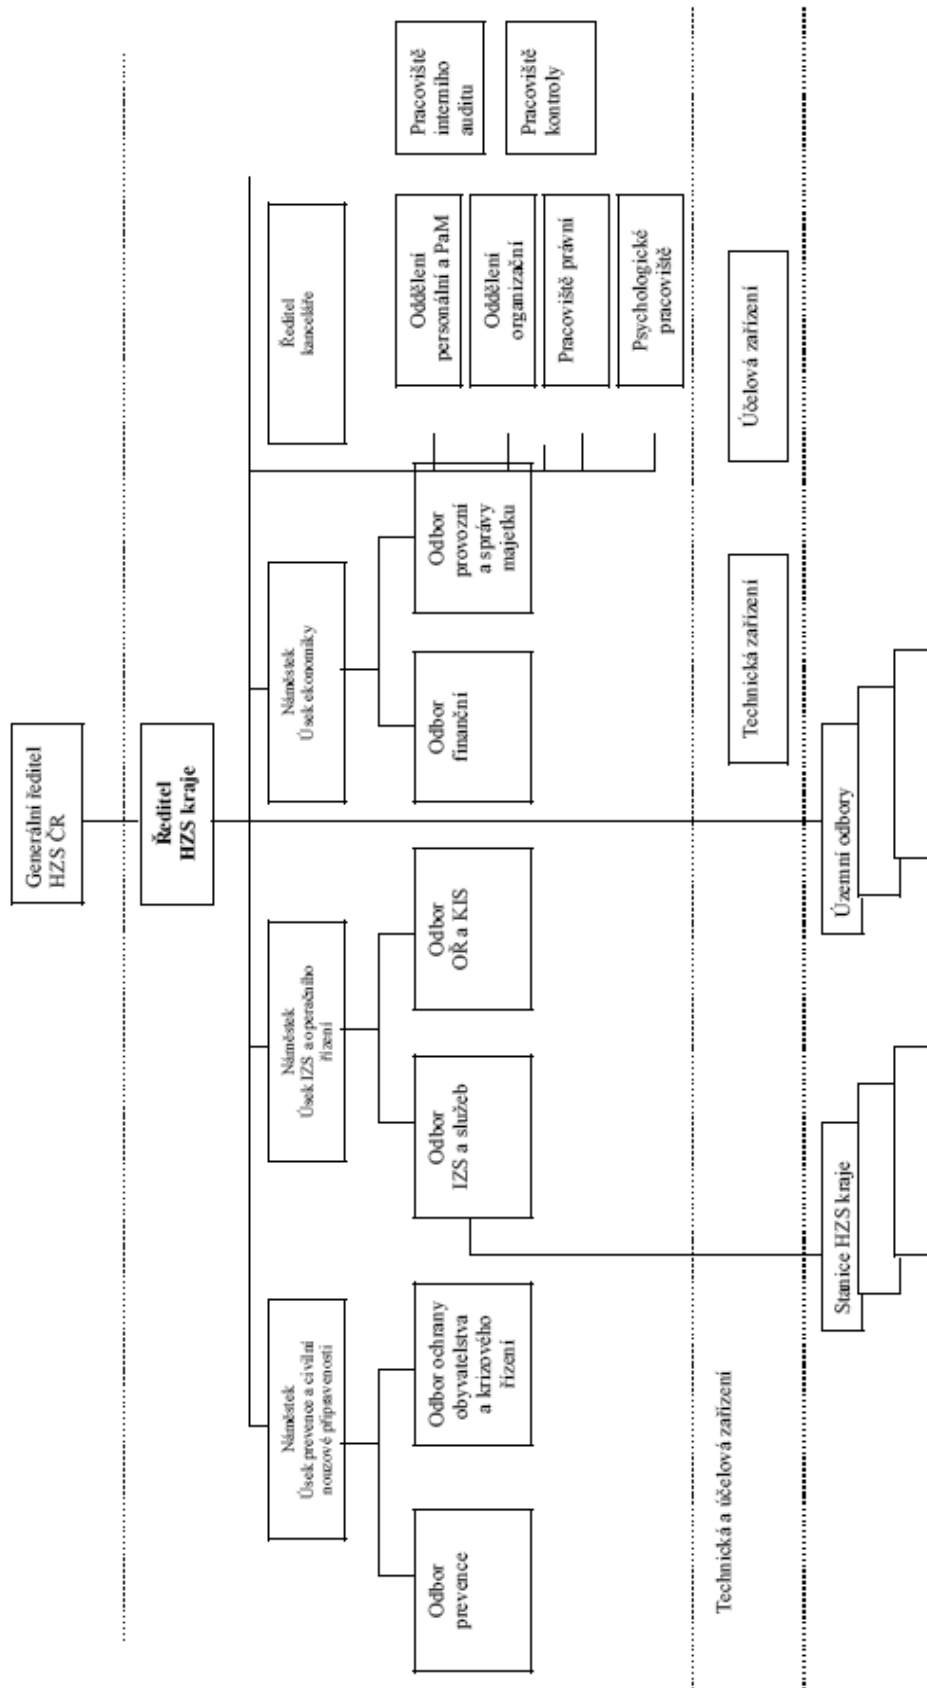 Generální ředitel
HZS ČR
Ředitel
HZS kraje
Náměstek
Úsek prevence a civilní
nouzové připravenosti
Náměstek
Úsek IZS a operačního
řízení
Náměstek
Úsek ekonomiky
Ředitel
kanceláře
Odbor
prevence
Odbor ochrany
obyvatelstva
a krizového
řízení
Odbor
IZS a služeb
Odbor
OŘ a KIS
Odbor
finanční
Odbor
provozní
a správy
majetku
Oddělení
personální a PaM
Oddělení
organizační
Pracoviště právní
Psychologické
pracoviště
Pracoviště
interního
auditu
Pracoviště
kontroly
Technická a účelová zařízení
Technická zařízení
Účelová zařízení
Stanice HZS kraje
Územní odbory